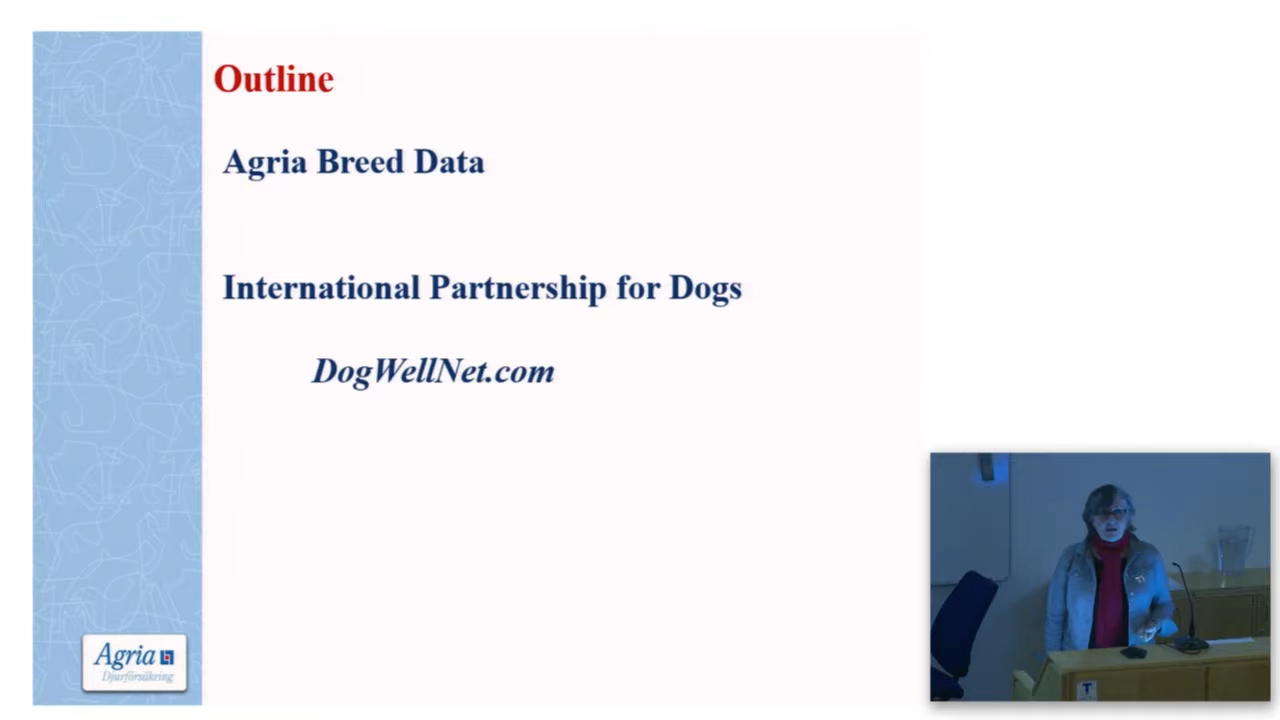 Outline
Agria Breed Data
International Partnership for Dogs
DogWellNet.com
Agria
Djurförsäkring
T